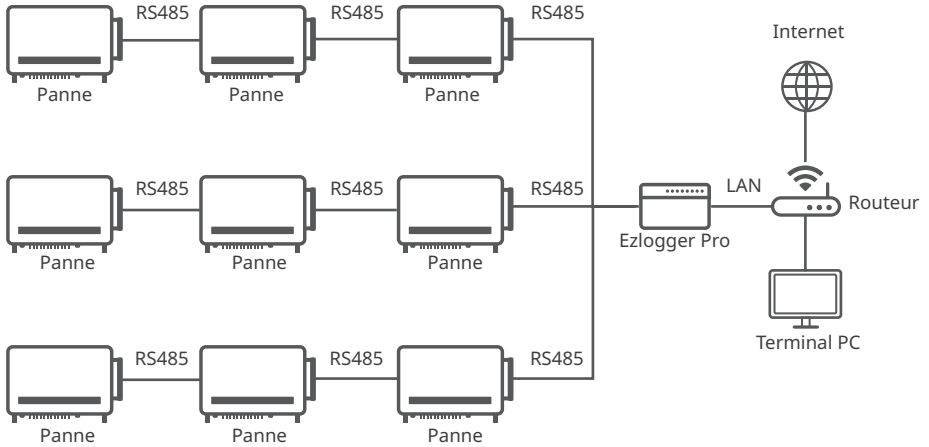 RS485 RS485 RS485
Panne Panne Panne
Internet
RS485 RS485 RS485
LAN
Routeur
Ezlogger Pro
Panne Panne Panne
Terminal PC
RS485 RS485 RS485
Panne Panne Panne